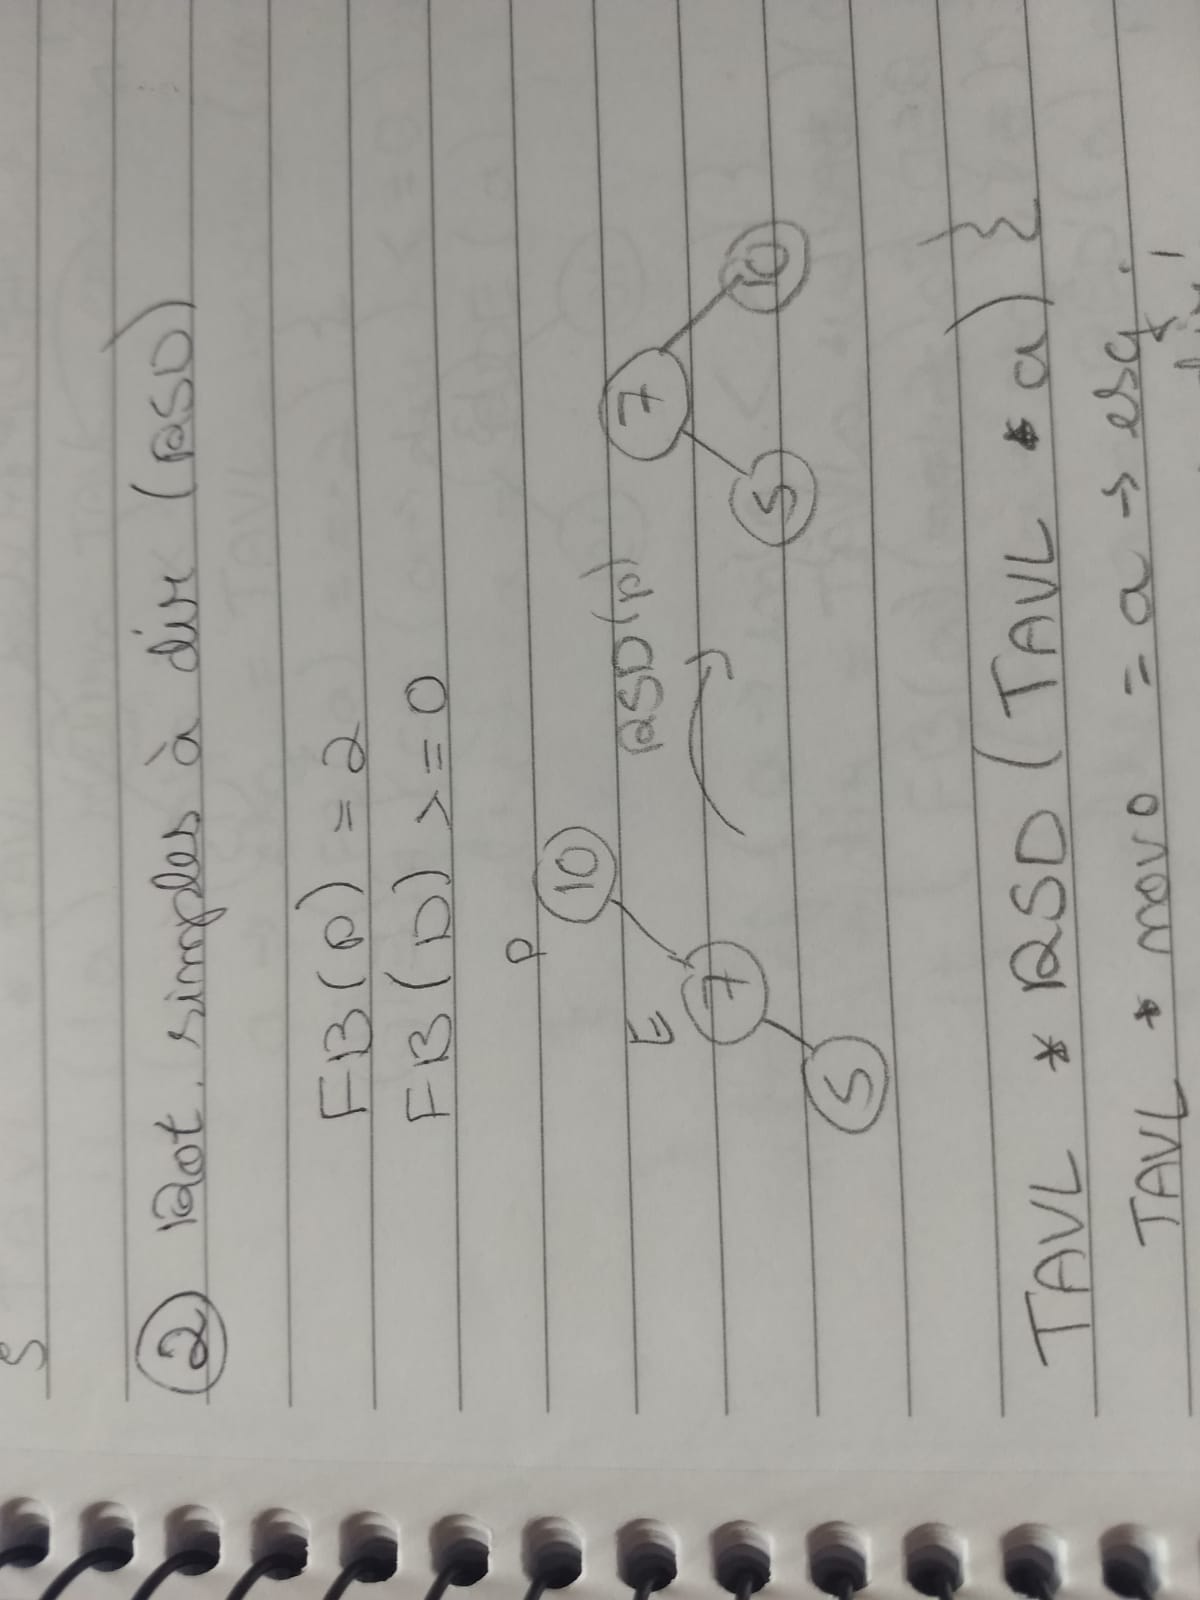 }
② Rot. simples à dir (RSD)
FB(P) = 2
FB(D) >= 0
P
10
E
RSD(p)
7
7
5
10
5
TAVL * RSD (TAVL * a) {
TAVL * novo = a -> esq;